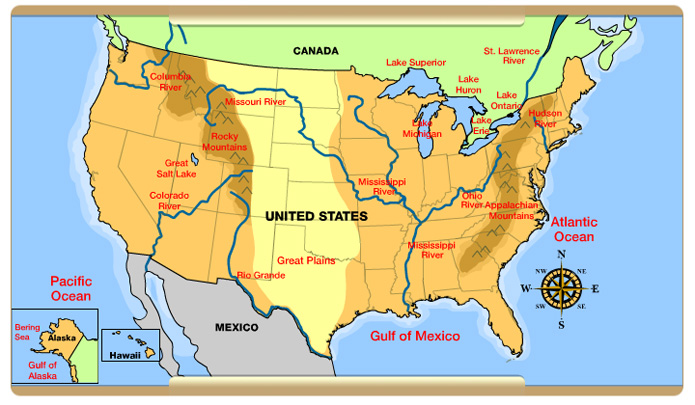 CANADA
St. Lawrence
River
Lake Superior
Columbia
River
Lake
Huron
Missouri River
Lake
Ontario
Hudson
River
Lake
Michigan
Lake
Erie
Rocky
Mountains
Great
Salt Lake
Mississippi
River
Colorado
River
Ohio
River
Appalachian
Mountains
UNITED STATES
Atlantic
Ocean
Mississippi
River
Great Plains
Rio Grande
Pacific
Ocean
N
NW
NE
W
E
SW
SE
S
MEXICO
Gulf of Mexico
Bering
Sea
Alaska
Gulf of
Alaska
Hawaii